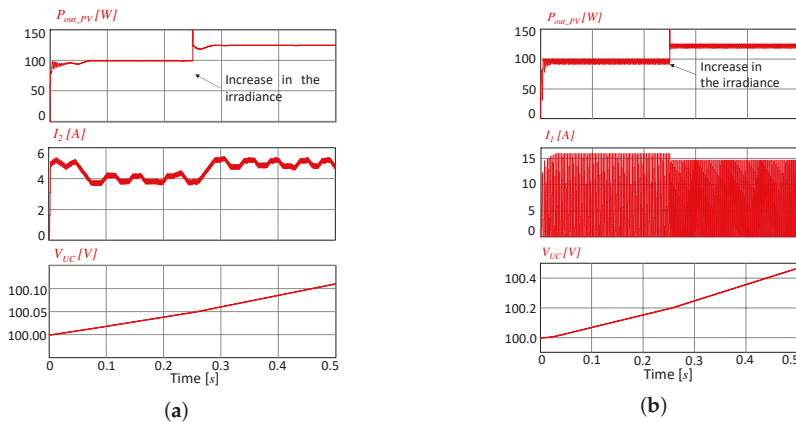 P_out_PV [W]
150
100
50
0
Increase in the
irradiance
I_2 [A]
6
4
2
0
V_UC [V]
100.10
100.05
100.00
0 0.1 0.2 0.3 0.4 0.5
Time [s]
(a)
P_out_PV [W]
150
100
50
0
Increase in
the irradiance
I_1 [A]
15
10
5
0
V_UC [V]
100.4
100.2
100.0
0 0.1 0.2 0.3 0.4 0.5
Time [s]
(b)